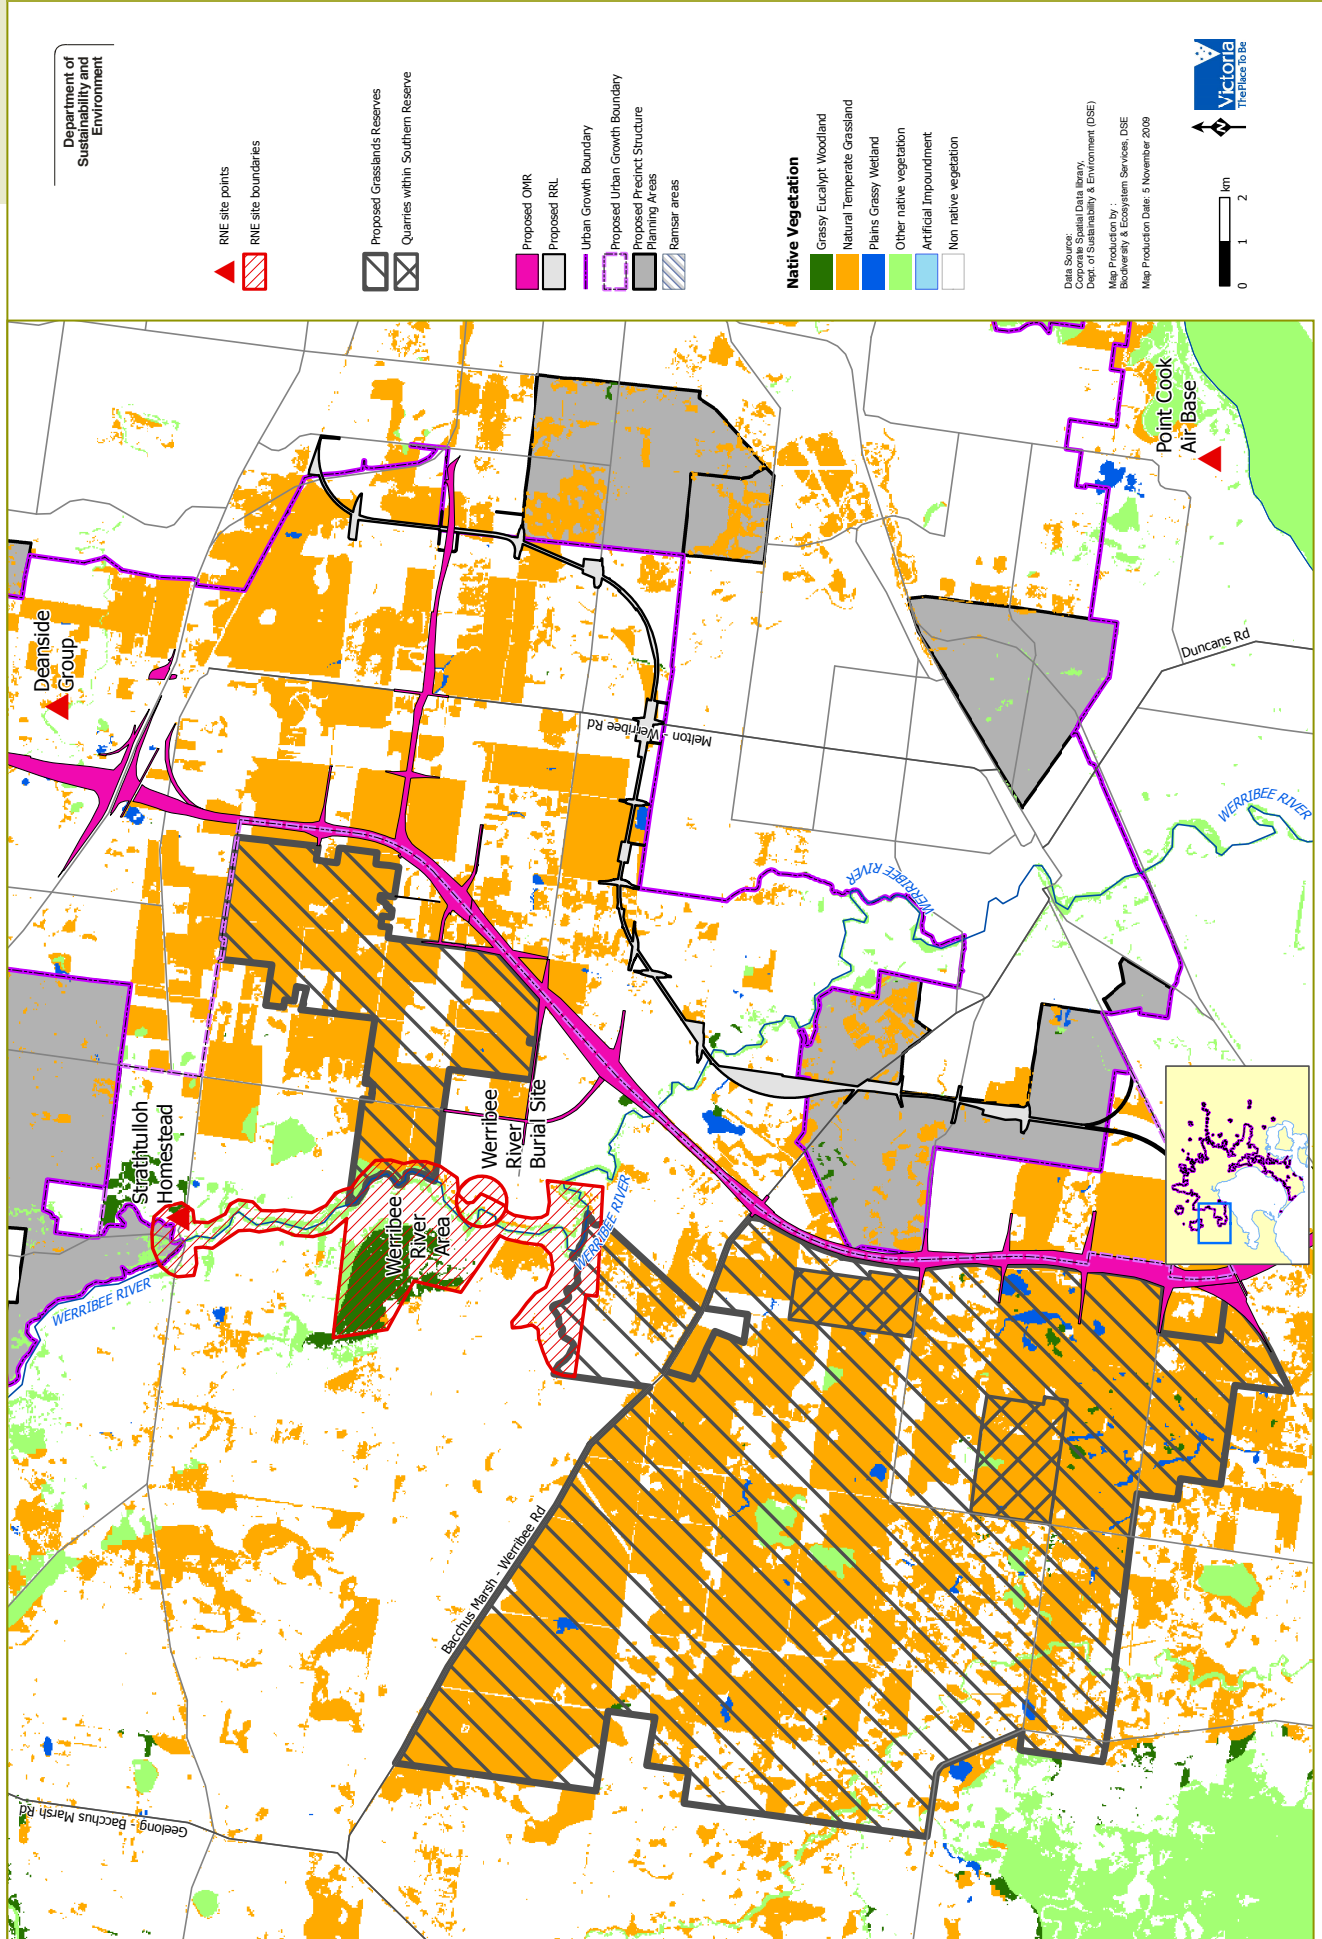 Department of
Sustainability and
Environment
RNE site points
RNE site boundaries
Proposed Grasslands Reserves
Quarries within Southern Reserve
Proposed OMR
Proposed RRL
Urban Growth Boundary
Proposed Urban Growth Boundary
Proposed Precinct Structure
Planning Areas
Ramsar areas
Native Vegetation
Grassy Eucalypt Woodland
Natural Temperate Grassland
Plains Grassy Wetland
Other native vegetation
Artificial Impoundment
Non native vegetation
Data Source:
Corporate Spatial Data library,
Dept. of Sustainability & Environment (DSE)
Map Production by :
Biodiversity & Ecosystem Services, DSE
Map Production Date: 5 November 2009
0 1 2
km
N
Victoria
The Place To Be
Deanside
Group
Strathtulloh
Homestead
WERRIBEE RIVER
Geelong - Bacchus Marsh Rd
Werribee
River
Area
Werribee
River
Burial Site
WERRIBEE RIVER
Bacchus Marsh - Werribee Rd
Melton - Werribee Rd
WERRIBEE RIVER
WERRIBEE RIVER
Duncans Rd
Point Cook
Air Base